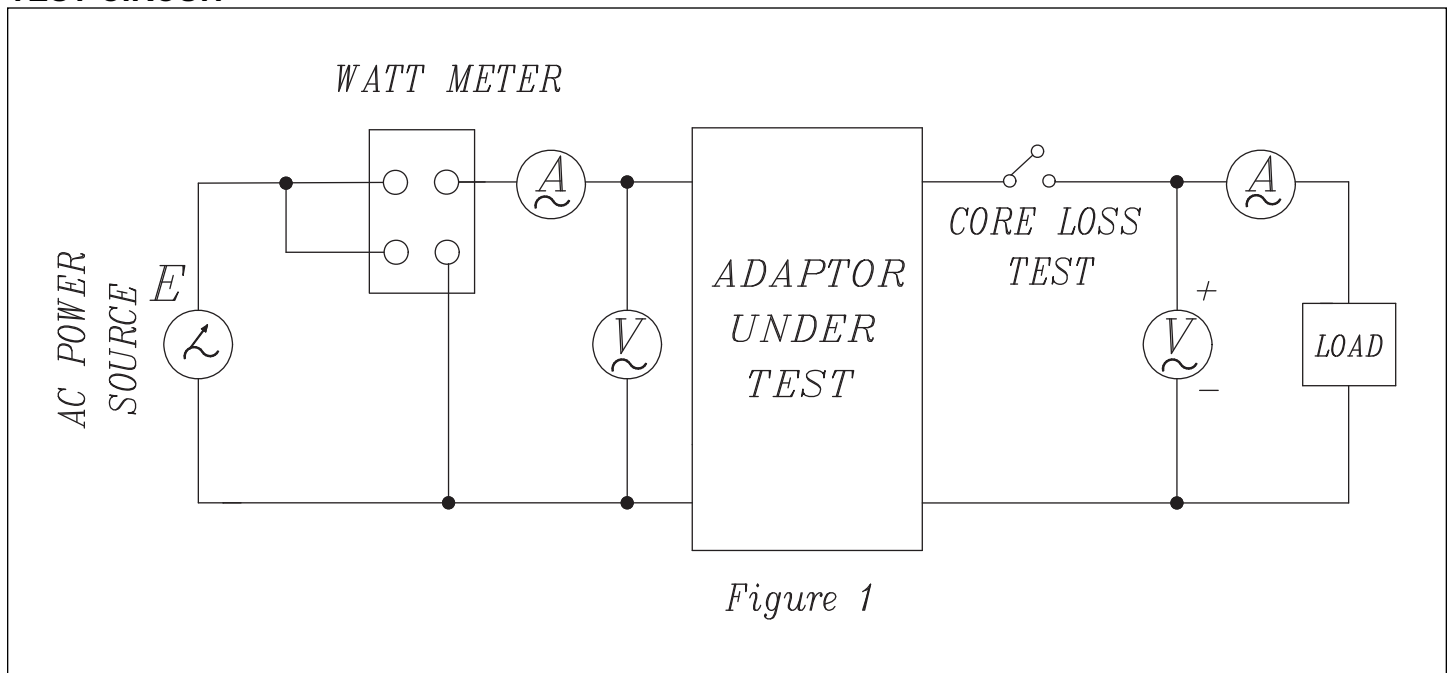 WATT METER
A
A
CORE LOSS
TEST
AC POWER
SOURCE
E
V
ADAPTOR
UNDER
TEST
+
V
-
LOAD
Figure 1